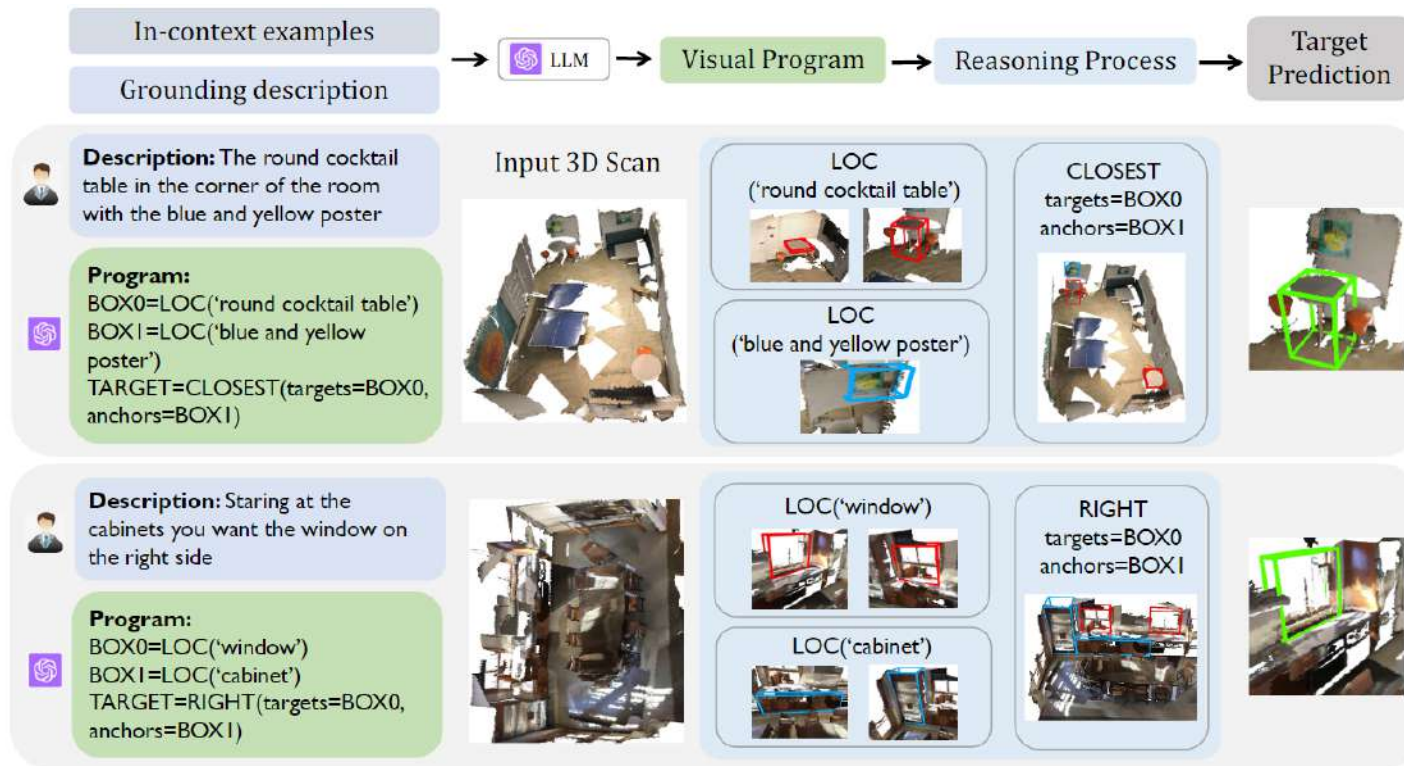 In-context examples
Grounding description
LLM
Visual Program
Reasoning Process
Target
Prediction
Description: The round cocktail
table in the corner of the room
with the blue and yellow poster
Program:
BOX0=LOC(‘round cocktail table’)
BOX1=LOC(‘blue and yellow
poster’)
TARGET=CLOSEST(targets=BOX0,
anchors=BOX1)
Input 3D Scan
LOC
(‘round cocktail table’)
LOC
(‘blue and yellow poster’)
CLOSEST
targets=BOX0
anchors=BOX1
Description: Staring at the
cabinets you want the window on
the right side
Program:
BOX0=LOC(‘window’)
BOX1=LOC(‘cabinet’)
TARGET=RIGHT(targets=BOX0,
anchors=BOX1)
LOC(‘window’)
LOC(‘cabinet’)
RIGHT
targets=BOX0
anchors=BOX1